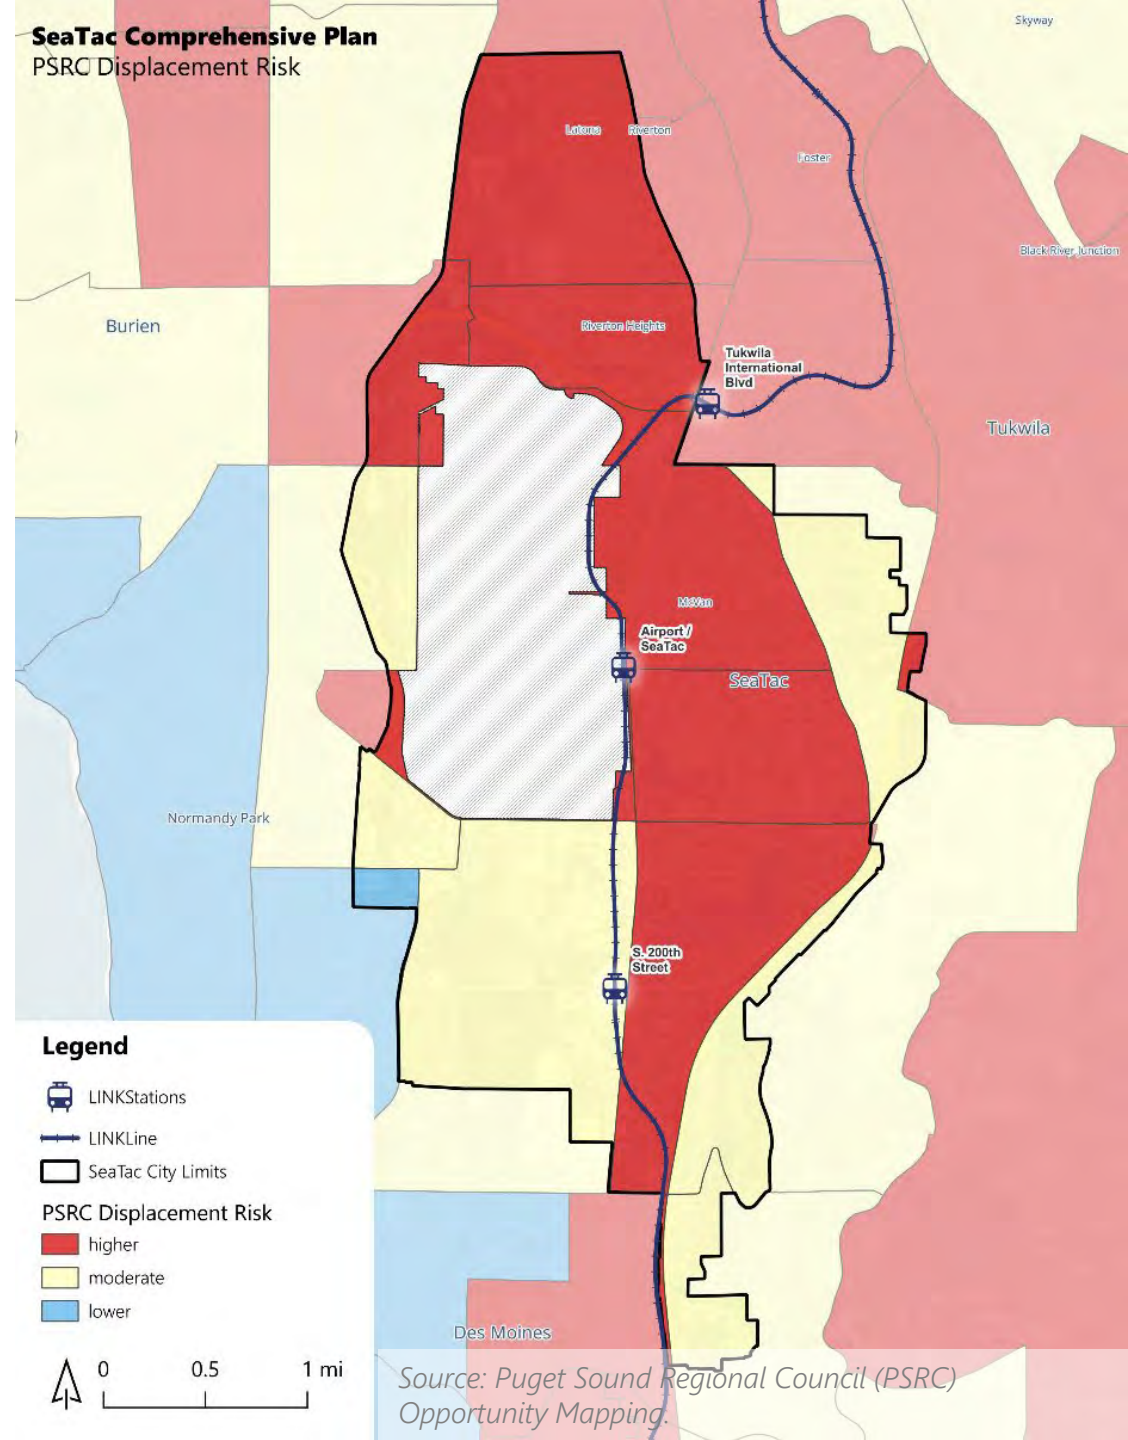 SeaTac Comprehensive Plan
PSRC Displacement Risk
Skyway
Latona
Riverton
Foster
Black River Junction
Burien
Riverton Heights
Tukwila
International
Blvd
Tukwila
McVan
Airport /
SeaTac
SeaTac
Normandy Park
S. 200th
Street
Legend
LINKStations
LINKLine
SeaTac City Limits
PSRC Displacement Risk
higher
moderate
lower
Des Moines
0 0.5 1 mi
Source: Puget Sound Regional Council (PSRC)
Opportunity Mapping.